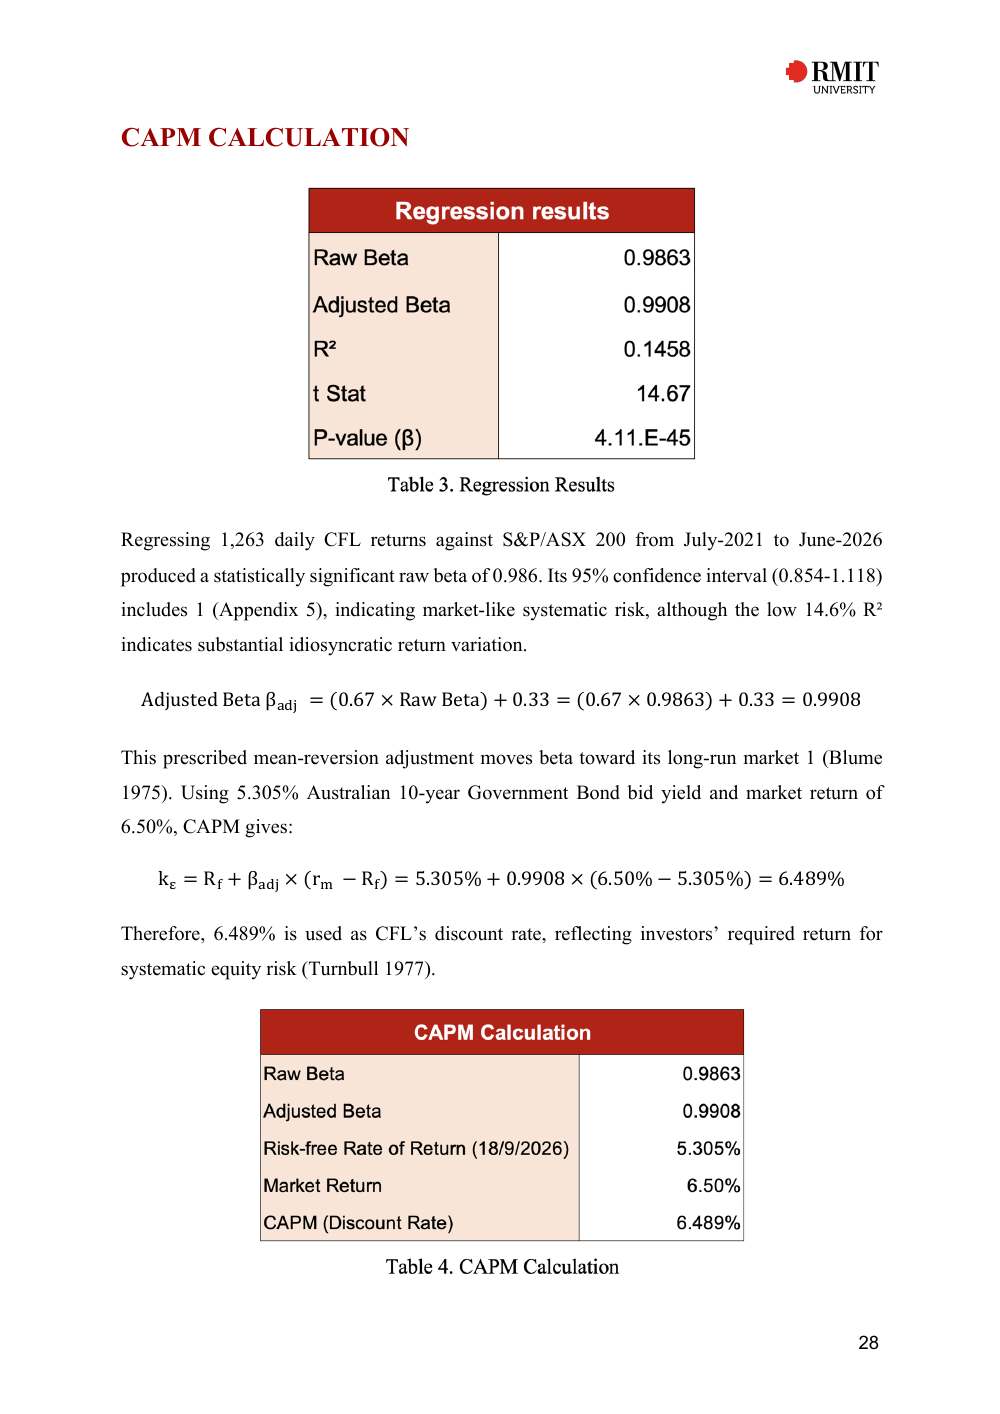 RMIT
UNIVERSITY
CAPM CALCULATION
Regression results
Raw Beta 0.9863
Adjusted Beta 0.9908
R² 0.1458
t Stat 14.67
P-value (β) 4.11.E-45
Table 3. Regression Results
Regressing 1,263 daily CFL returns against S&P/ASX 200 from July-2021 to June-2026
produced a statistically significant raw beta of 0.986. Its 95% confidence interval (0.854-1.118)
includes 1 (Appendix 5), indicating market-like systematic risk, although the low 14.6% R²
indicates substantial idiosyncratic return variation.
Adjusted Beta β_adj = (0.67 × Raw Beta) + 0.33 = (0.67 × 0.9863) + 0.33 = 0.9908
This prescribed mean-reversion adjustment moves beta toward its long-run market 1 (Blume
1975). Using 5.305% Australian 10-year Government Bond bid yield and market return of
6.50%, CAPM gives:
k_ε = R_f + β_adj × (r_m − R_f) = 5.305% + 0.9908 × (6.50% − 5.305%) = 6.489%
Therefore, 6.489% is used as CFL’s discount rate, reflecting investors’ required return for
systematic equity risk (Turnbull 1977).
CAPM Calculation
Raw Beta 0.9863
Adjusted Beta 0.9908
Risk-free Rate of Return (18/9/2026) 5.305%
Market Return 6.50%
CAPM (Discount Rate) 6.489%
Table 4. CAPM Calculation
28